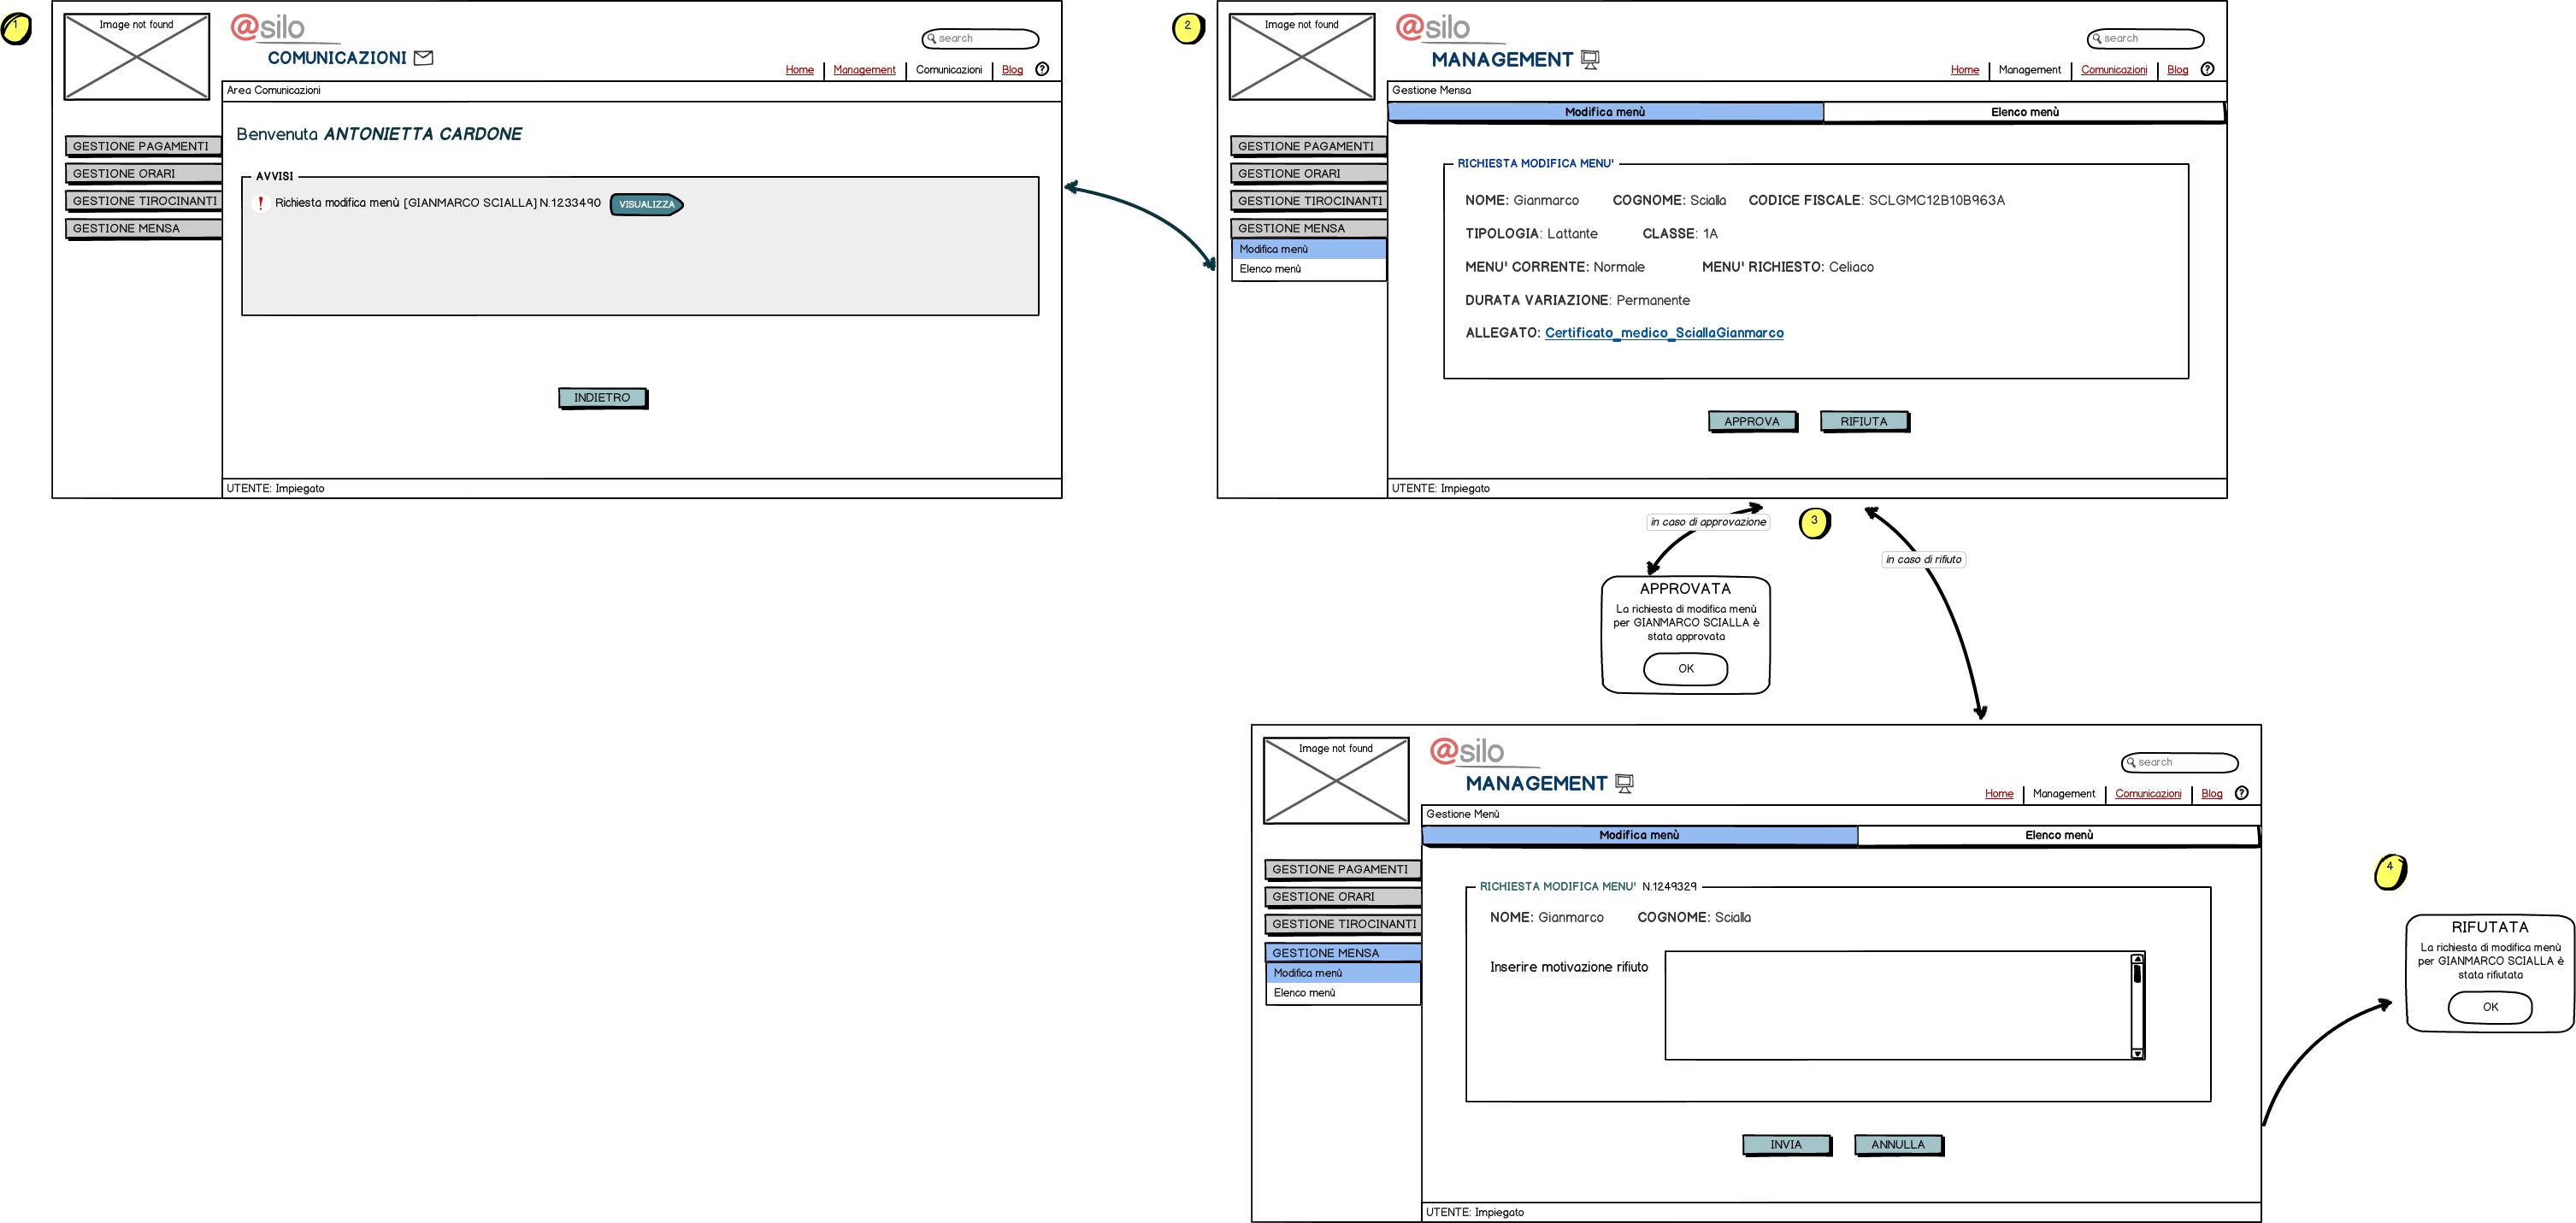 1
Image not found
@silo
COMUNICAZIONI
search
Home Management Comunicazioni Blog ?
Area Comunicazioni
Benvenuta ANTONIETTA CARDONE
GESTIONE PAGAMENTI
GESTIONE ORARI
GESTIONE TIROCINANTI
GESTIONE MENSA
AVVISI
! Richiesta modifica menù [GIANMARCO SCIALLA] N.1233490 VISUALIZZA
INDIETRO
UTENTE: Impiegato
2
Image not found
@silo
MANAGEMENT
search
Home Management Comunicazioni Blog ?
Gestione Mensa
Modifica menù Elenco menù
GESTIONE PAGAMENTI
GESTIONE ORARI
GESTIONE TIROCINANTI
GESTIONE MENSA
Modifica menù
Elenco menù
RICHIESTA MODIFICA MENU'
NOME: Gianmarco COGNOME: Scialla CODICE FISCALE: SCLGMC12B10B963A
TIPOLOGIA: Lattante CLASSE: 1A
MENU' CORRENTE: Normale MENU' RICHIESTO: Celiaco
DURATA VARIAZIONE: Permanente
ALLEGATO: Certificato_medico_SciallaGianmarco
APPROVA RIFIUTA
UTENTE: Impiegato
3
in caso di approvazione
in caso di rifiuto
APPROVATA
La richiesta di modifica menù
per GIANMARCO SCIALLA è
stata approvata
OK
Image not found
@silo
MANAGEMENT
search
Home Management Comunicazioni Blog ?
Gestione Menù
Modifica menù Elenco menù
GESTIONE PAGAMENTI
GESTIONE ORARI
GESTIONE TIROCINANTI
GESTIONE MENSA
Modifica menù
Elenco menù
RICHIESTA MODIFICA MENU' N.1249329
NOME: Gianmarco COGNOME: Scialla
Inserire motivazione rifiuto
INVIA ANNULLA
UTENTE: Impiegato
4
RIFUTATA
La richiesta di modifica menù
per GIANMARCO SCIALLA è
stata rifiutata
OK